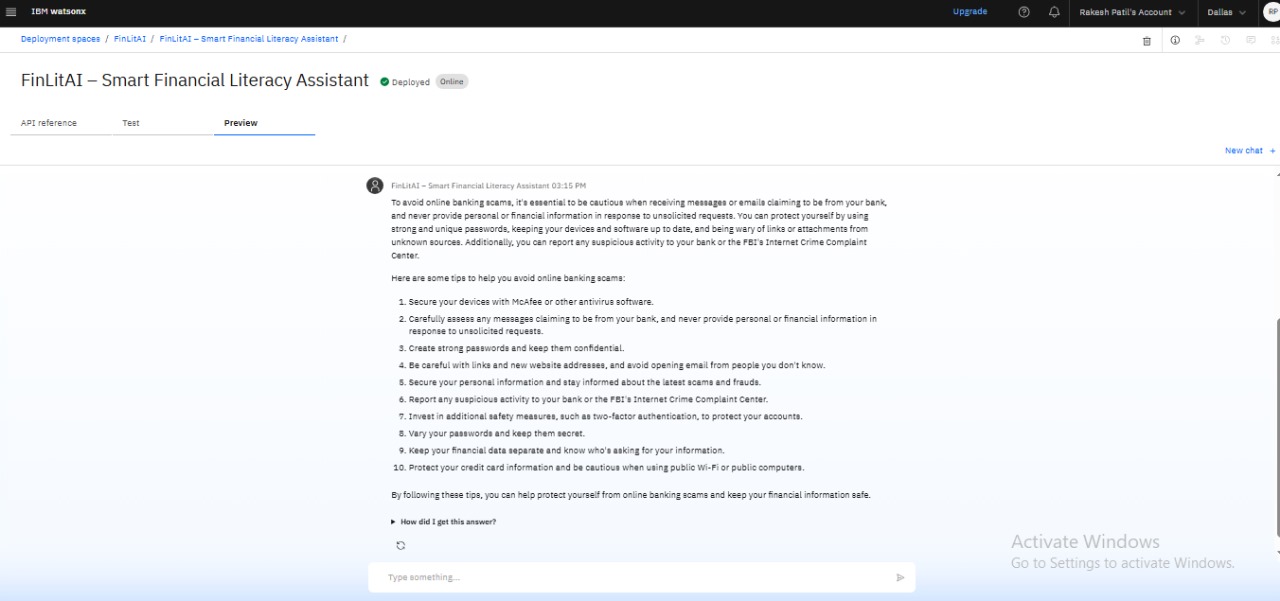 IBM watsonx
Upgrade
Rakesh Patil's Account
Dallas
RP
Deployment spaces / FinLitAI / FinLitAI – Smart Financial Literacy Assistant /
FinLitAI – Smart Financial Literacy Assistant
Deployed
Online
API reference
Test
Preview
New chat +
FinLitAI – Smart Financial Literacy Assistant 03:15 PM
To avoid online banking scams, it's essential to be cautious when receiving messages or emails claiming to be from your bank,
and never provide personal or financial information in response to unsolicited requests. You can protect yourself by using
strong and unique passwords, keeping your devices and software up to date, and being wary of links or attachments from
unknown sources. Additionally, you can report any suspicious activity to your bank or the FBI's Internet Crime Complaint
Center.
Here are some tips to help you avoid online banking scams:
1. Secure your devices with McAfee or other antivirus software.
2. Carefully assess any messages claiming to be from your bank, and never provide personal or financial information in
response to unsolicited requests.
3. Create strong passwords and keep them confidential.
4. Be careful with links and new website addresses, and avoid opening email from people you don't know.
5. Secure your personal information and stay informed about the latest scams and frauds.
6. Report any suspicious activity to your bank or the FBI's Internet Crime Complaint Center.
7. Invest in additional safety measures, such as two-factor authentication, to protect your accounts.
8. Vary your passwords and keep them secret.
9. Keep your financial data separate and know who's asking for your information.
10. Protect your credit card information and be cautious when using public Wi-Fi or public computers.
By following these tips, you can help protect yourself from online banking scams and keep your financial information safe.
How did I get this answer?
Type something...
Activate Windows
Go to Settings to activate Windows.